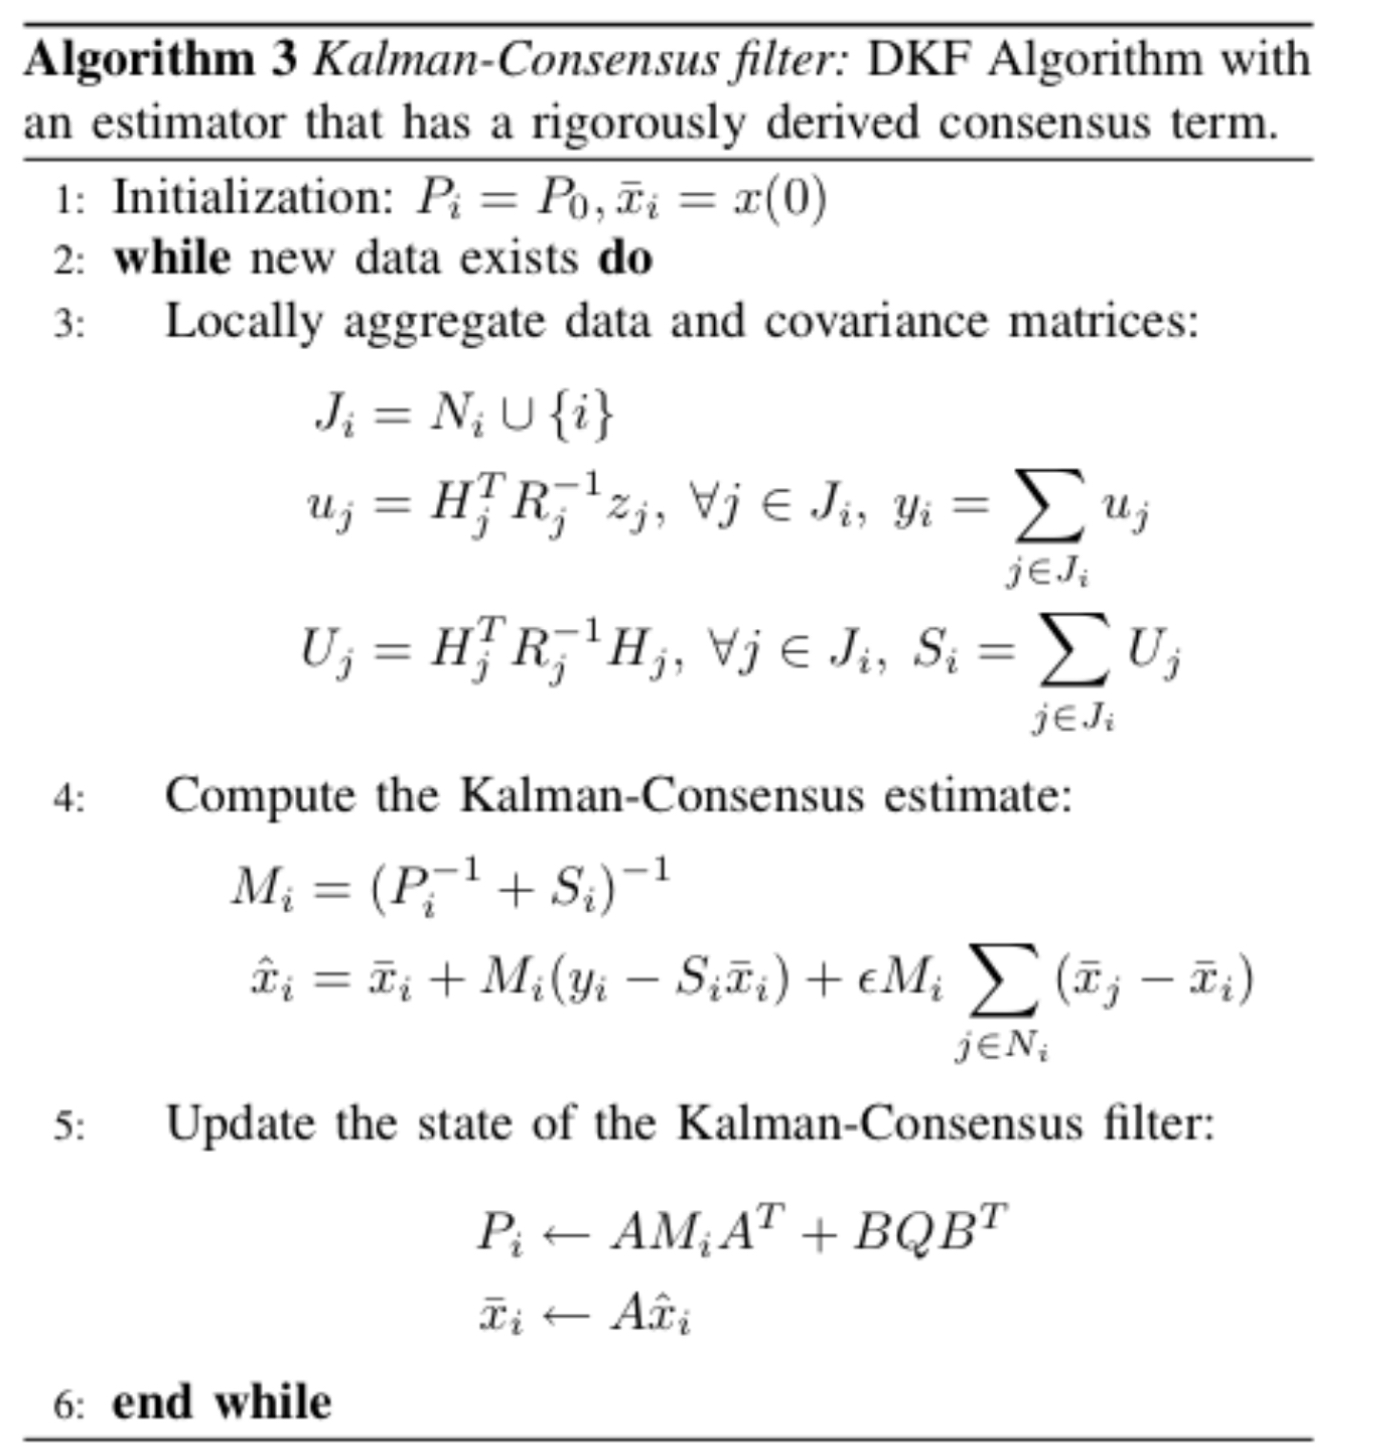 Algorithm 3 Kalman-Consensus filter: DKF Algorithm with
an estimator that has a rigorously derived consensus term.
1: Initialization: $P_i = P_0, \bar{x}_i = x(0)$
2: while new data exists do
3: Locally aggregate data and covariance matrices:
$J_i = N_i \cup \{i\}$
$u_j = H_j^T R_j^{-1} z_j, \ \forall j \in J_i, \ y_i = \sum_{j \in J_i} u_j$
$U_j = H_j^T R_j^{-1} H_j, \ \forall j \in J_i, \ S_i = \sum_{j \in J_i} U_j$
4: Compute the Kalman-Consensus estimate:
$M_i = (P_i^{-1} + S_i)^{-1}$
$\hat{x}_i = \bar{x}_i + M_i(y_i - S_i \bar{x}_i) + \epsilon M_i \sum_{j \in N_i} (\bar{x}_j - \bar{x}_i)$
5: Update the state of the Kalman-Consensus filter:
$P_i \leftarrow A M_i A^T + B Q B^T$
$\bar{x}_i \leftarrow A \hat{x}_i$
6: end while